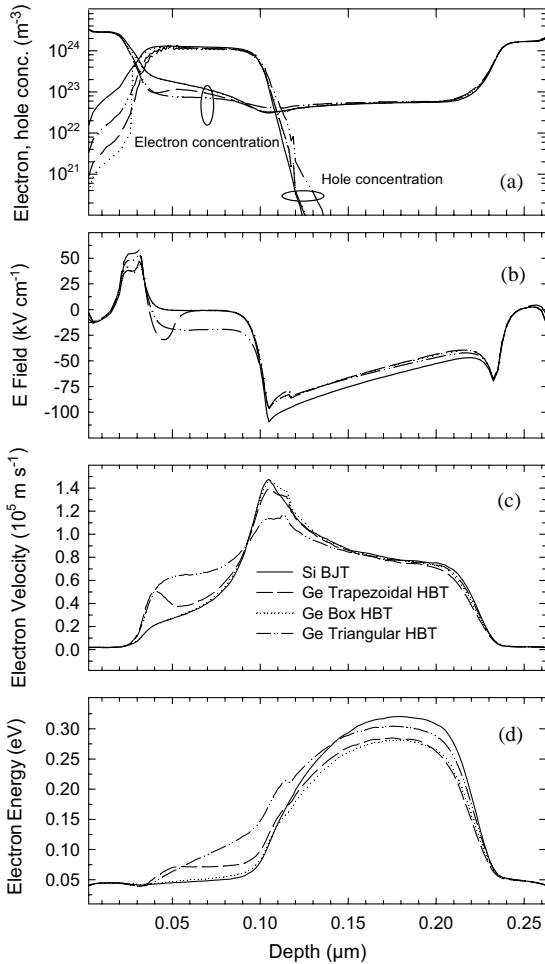 Electron, hole conc. (m⁻³)
10²⁴
10²³
10²²
10²¹
Electron concentration
Hole concentration
(a)
E Field (kV cm⁻¹)
50
25
0
-25
-50
-75
-100
(b)
Electron Velocity (10⁵ m s⁻¹)
1.4
1.2
1.0
0.8
0.6
0.4
0.2
0.0
(c)
Si BJT
Ge Trapezoidal HBT
Ge Box HBT
Ge Triangular HBT
Electron Energy (eV)
0.30
0.25
0.20
0.15
0.10
0.05
(d)
0.05 0.10 0.15 0.20 0.25
Depth (μm)